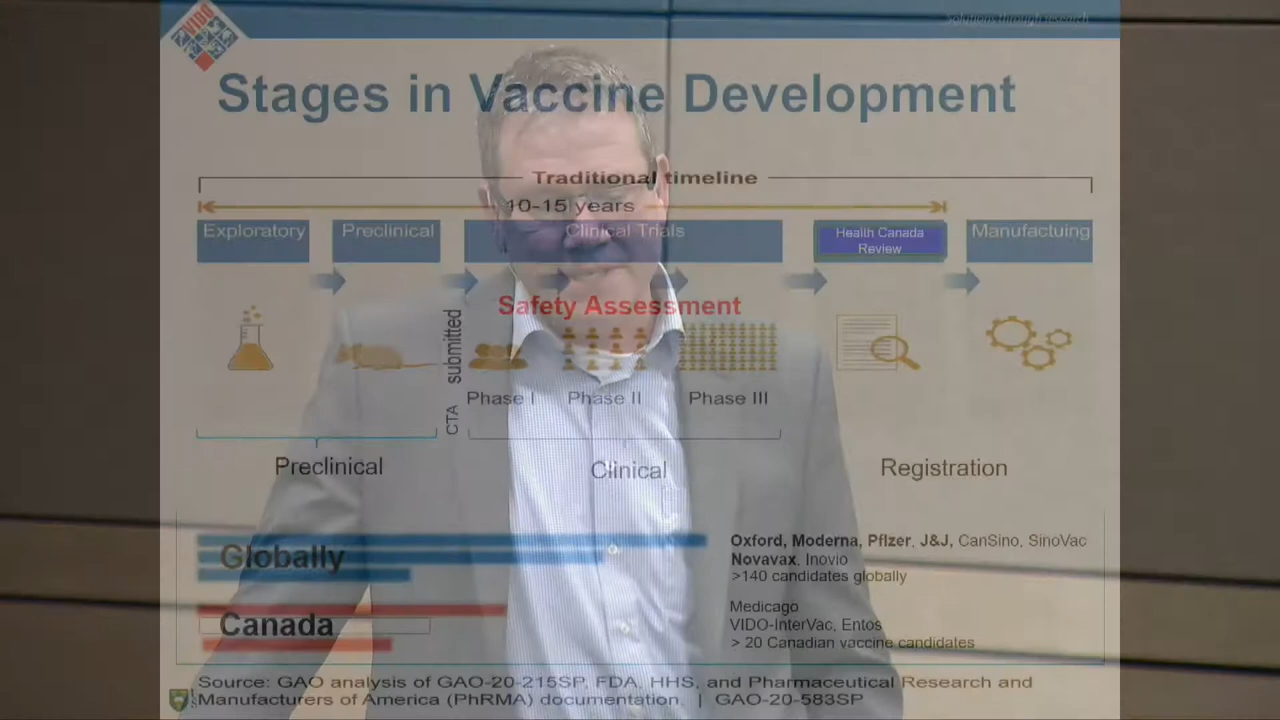 VIDO
Solutions through research
Stages in Vaccine Development
Traditional timeline
10-15 years
Exploratory
Preclinical
Clinical Trials
Health Canada
Review
Manufactuing
Safety Assessment
CTA submitted
Phase I
Phase II
Phase III
Preclinical
Clinical
Registration
Globally
Oxford, Moderna, Pfizer, J&J, CanSino, SinoVac
Novavax, Inovio
>140 candidates globally
Canada
Medicago
VIDO-InterVac, Entos
> 20 Canadian vaccine candidates
Source: GAO analysis of GAO-20-215SP, FDA, HHS, and Pharmaceutical Research and
Manufacturers of America (PhRMA) documentation. | GAO-20-583SP